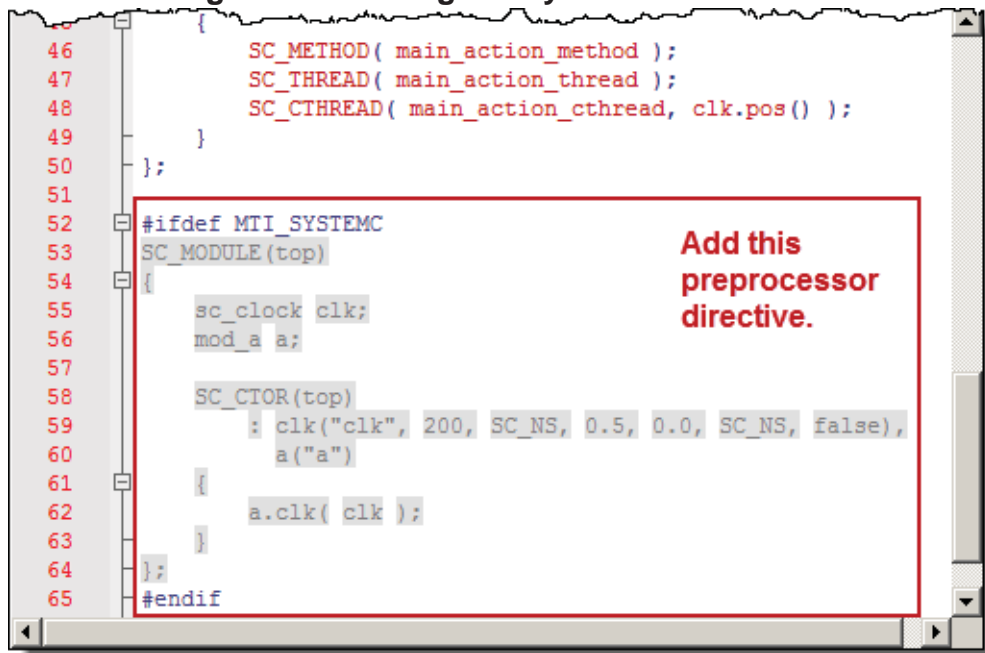 {
46 SC_METHOD( main_action_method );
47 SC_THREAD( main_action_thread );
48 SC_CTHREAD( main_action_cthread, clk.pos() );
49 }
50 };
51
52 #ifdef MTI_SYSTEMC
53 SC_MODULE(top)
54 {
55 sc_clock clk;
56 mod_a a;
57
58 SC_CTOR(top)
59 : clk("clk", 200, SC_NS, 0.5, 0.0, SC_NS, false),
60 a("a")
61 {
62 a.clk( clk );
63 }
64 };
65 #endif
Add this
preprocessor
directive.